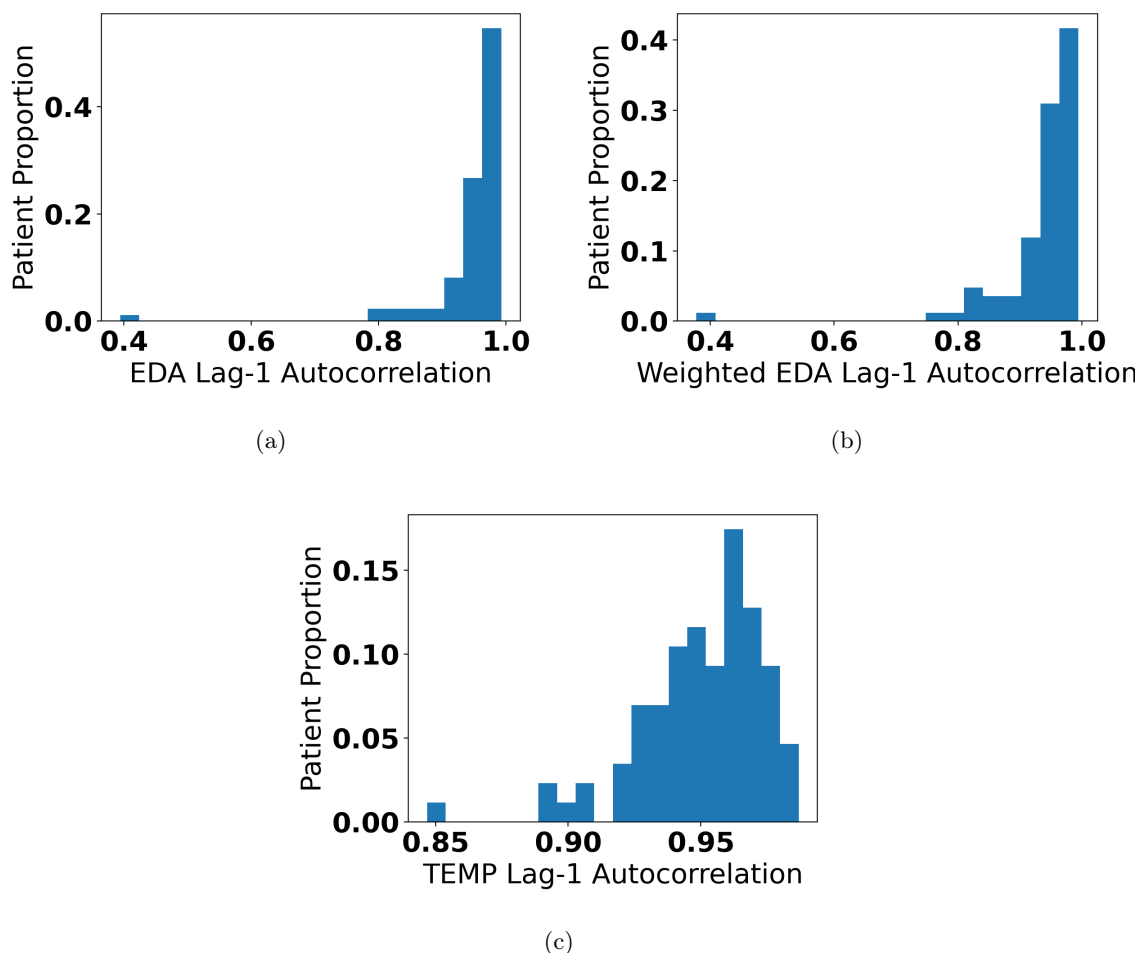 Patient Proportion
0.4
0.2
0.0
0.4 0.6 0.8 1.0
EDA Lag-1 Autocorrelation
(a)
Patient Proportion
0.4
0.3
0.2
0.1
0.0
0.4 0.6 0.8 1.0
Weighted EDA Lag-1 Autocorrelation
(b)
Patient Proportion
0.15
0.10
0.05
0.00
0.85 0.90 0.95
TEMP Lag-1 Autocorrelation
(c)